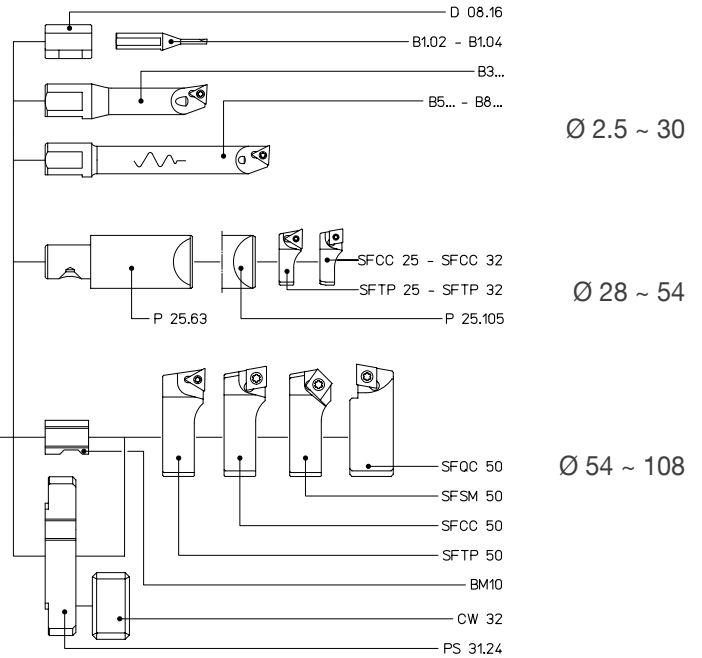 D 08.16
B1.02 - B1.04
B3...
B5... - B8...
Ø 2.5 ~ 30
SFCC 25 - SFCC 32
SFTP 25 - SFTP 32
Ø 28 ~ 54
P 25.63
P 25.105
SFQC 50
Ø 54 ~ 108
SFSM 50
SFCC 50
SFTP 50
BM10
CW 32
PS 31.24